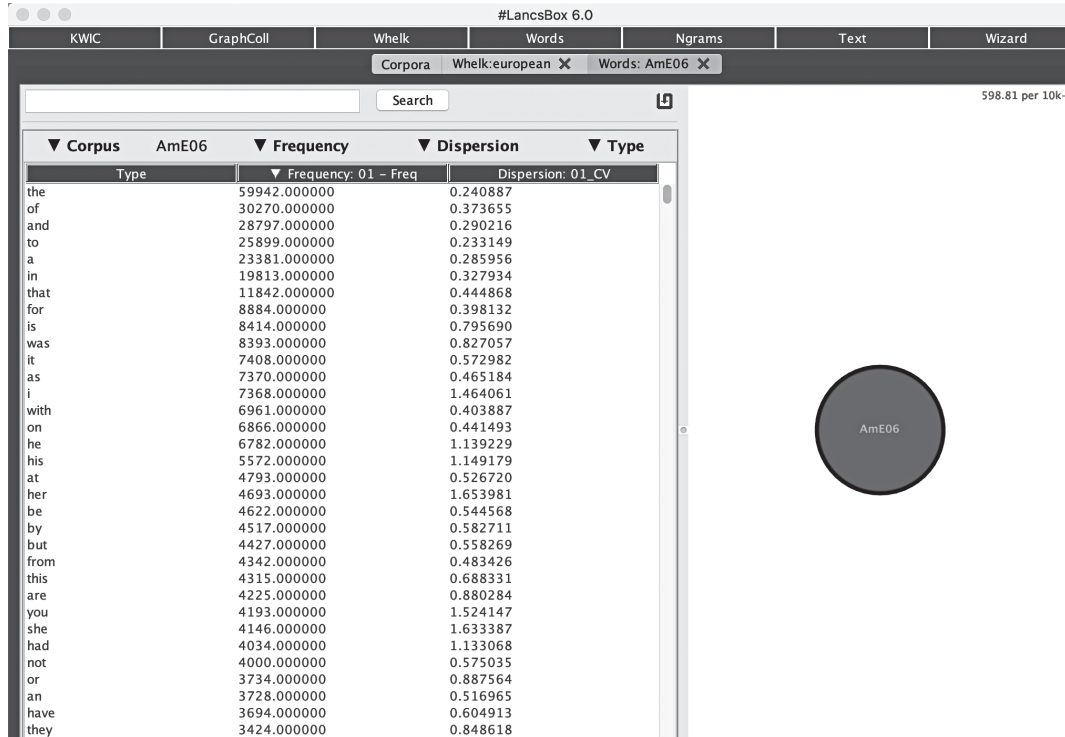 #LancsBox 6.0
KWIC GraphColl Whelk Words Ngrams Text Wizard
Corpora Whelk:european ✕ Words: AmE06 ✕
Search
598.81 per 10k-
▼ Corpus AmE06 ▼ Frequency ▼ Dispersion ▼ Type
Type ▼ Frequency: 01 - Freq Dispersion: 01_CV
the 59942.000000 0.240887
of 30270.000000 0.373655
and 28797.000000 0.290216
to 25899.000000 0.233149
a 23381.000000 0.285956
in 19813.000000 0.327934
that 11842.000000 0.444868
for 8884.000000 0.398132
is 8414.000000 0.795690
was 8393.000000 0.827057
it 7408.000000 0.572982
as 7370.000000 0.465184
i 7368.000000 1.464061
with 6961.000000 0.403887
on 6866.000000 0.441493
he 6782.000000 1.139229
his 5572.000000 1.149179
at 4793.000000 0.526720
her 4693.000000 1.653981
be 4622.000000 0.544568
by 4517.000000 0.582711
but 4427.000000 0.558269
from 4342.000000 0.483426
this 4315.000000 0.688331
are 4225.000000 0.880284
you 4193.000000 1.524147
she 4146.000000 1.633387
had 4034.000000 1.133068
not 4000.000000 0.575035
or 3734.000000 0.887564
an 3728.000000 0.516965
have 3694.000000 0.604913
they 3424.000000 0.848618
AmE06